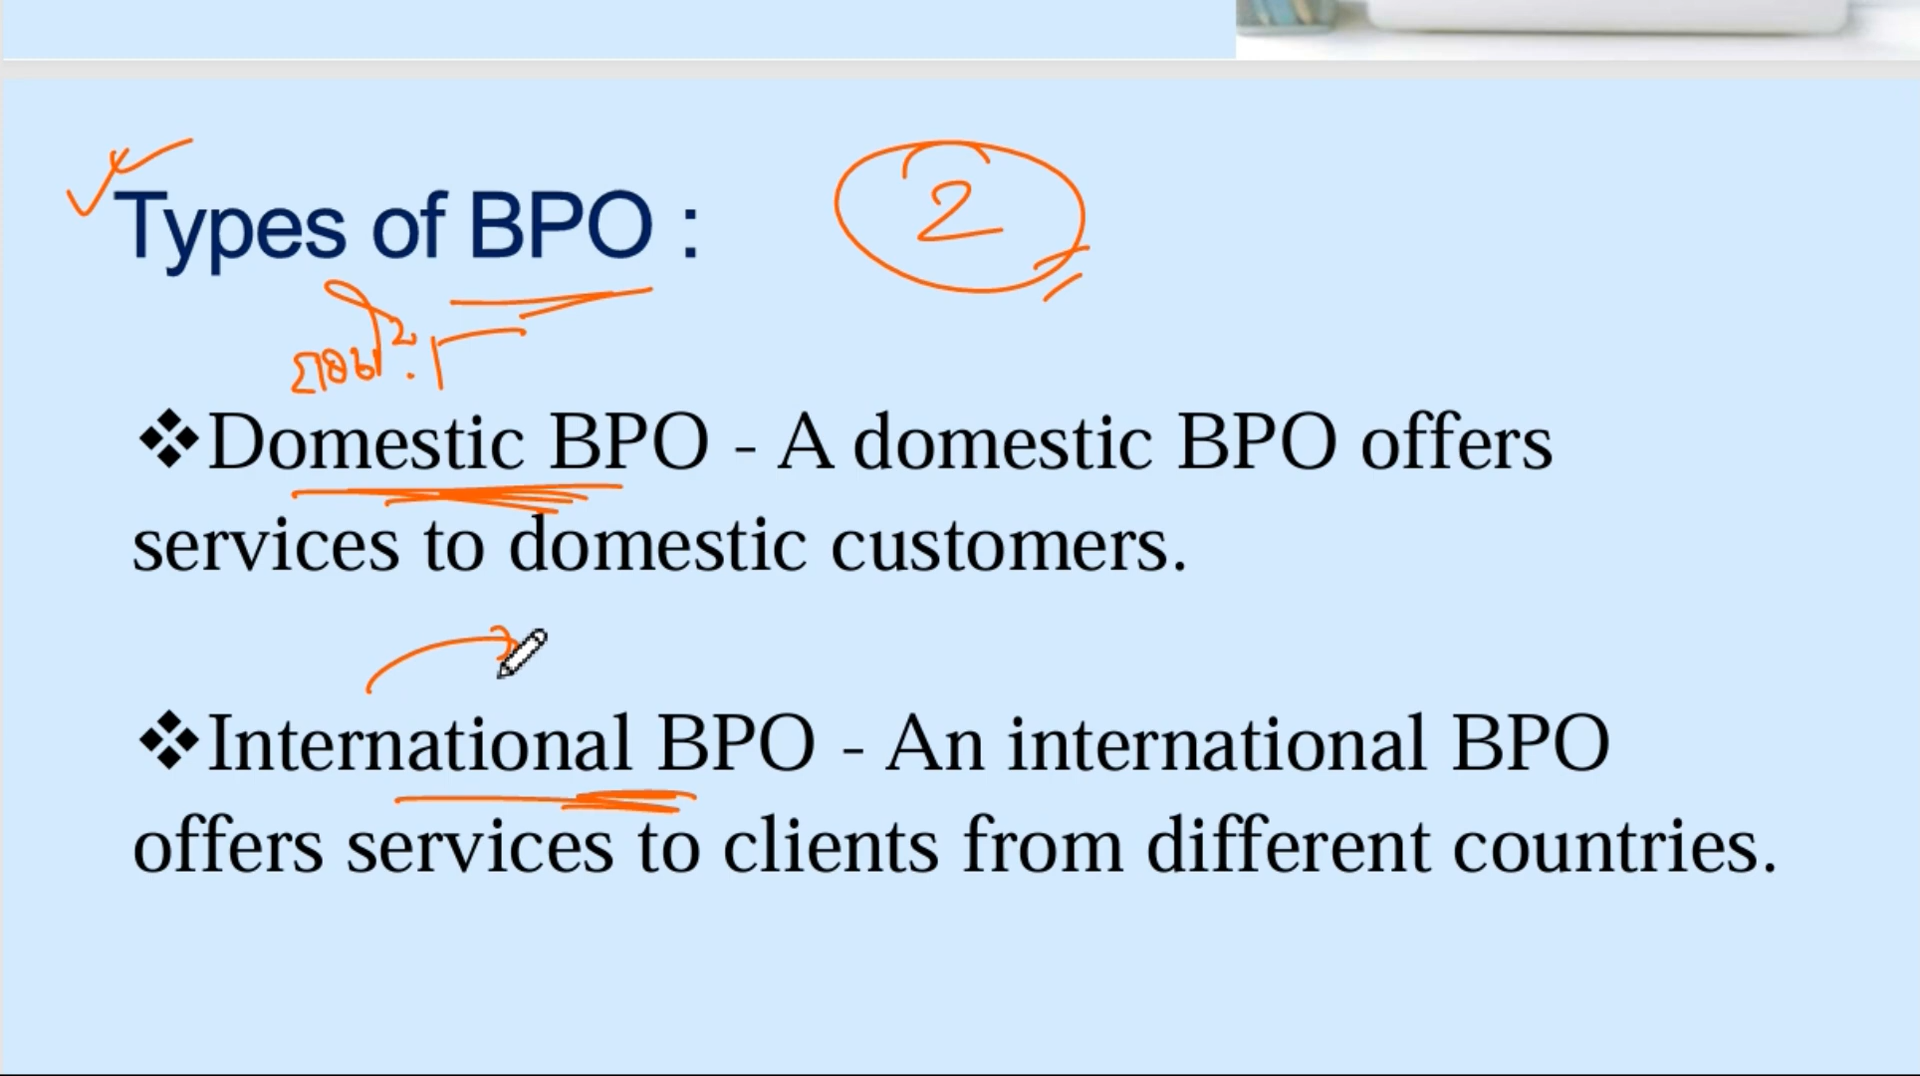 Types of BPO :
2
❖Domestic BPO - A domestic BPO offers
services to domestic customers.
❖International BPO - An international BPO
offers services to clients from different countries.